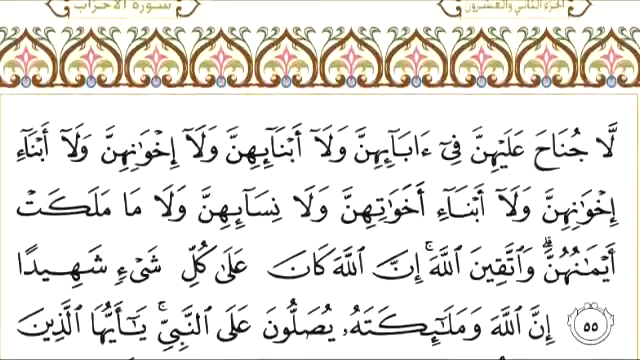 الجزء الثاني والعشرون سورة الأحزاب
لَّا جُنَاحَ عَلَيْهِنَّ فِىٓ ءَابَآئِهِنَّ وَلَآ أَبْنَآئِهِنَّ وَلَآ إِخْوَٰنِهِنَّ وَلَآ أَبْنَآءِ
إِخْوَٰنِهِنَّ وَلَآ أَبْنَآءِ أَخَوَٰتِهِنَّ وَلَا نِسَآئِهِنَّ وَلَا مَا مَلَكَتْ
أَيْمَٰنُهُنَّ ۗ وَٱتَّقِينَ ٱللَّهَ ۚ إِنَّ ٱللَّهَ كَانَ عَلَىٰ كُلِّ شَىْءٍ شَهِيدًا
٥٥ إِنَّ ٱللَّهَ وَمَلَٰٓئِكَتَهُۥ يُصَلُّونَ عَلَى ٱلنَّبِىِّ ۚ يَٰٓأَيُّهَا ٱلَّذِينَ